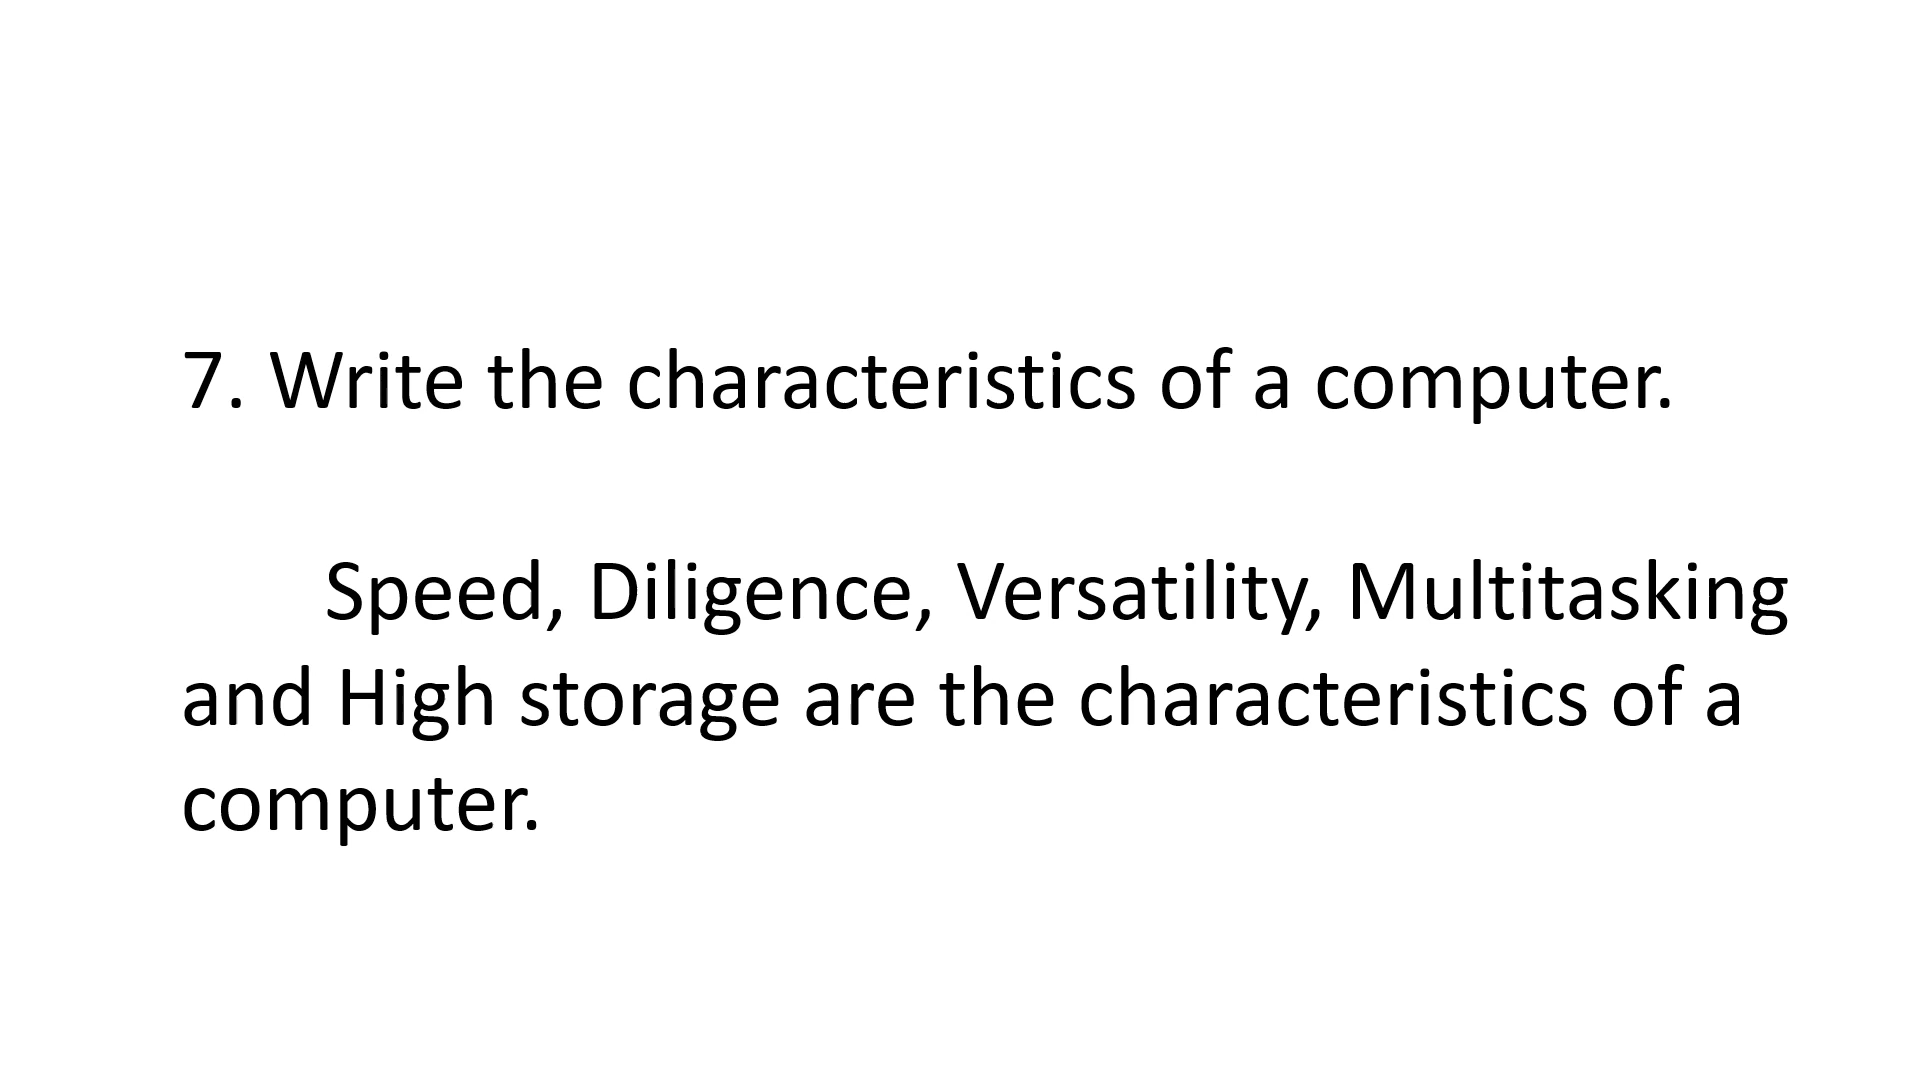 7. Write the characteristics of a computer.
Speed, Diligence, Versatility, Multitasking
and High storage are the characteristics of a
computer.